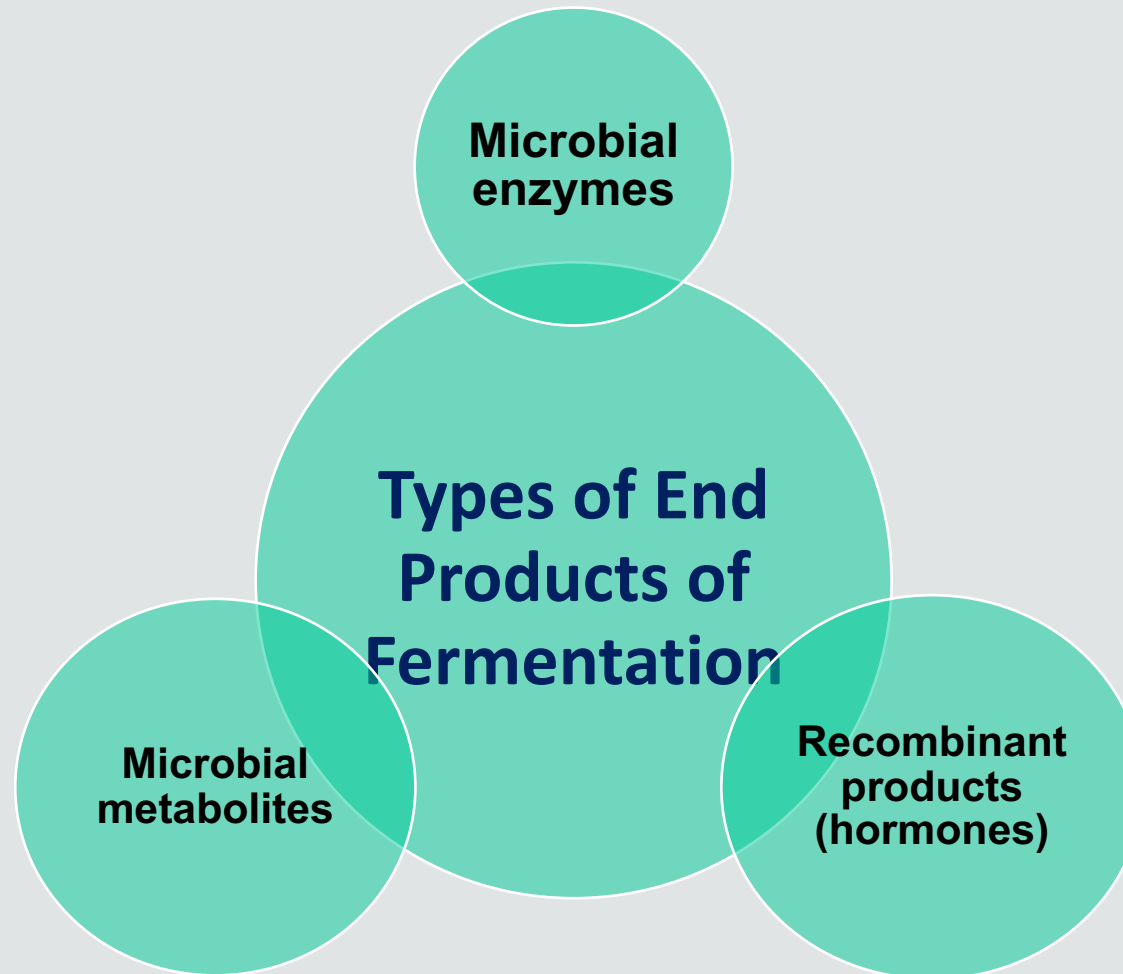 Microbial
enzymes
Types of End
Products of
Fermentation
Microbial
metabolites
Recombinant
products
(hormones)